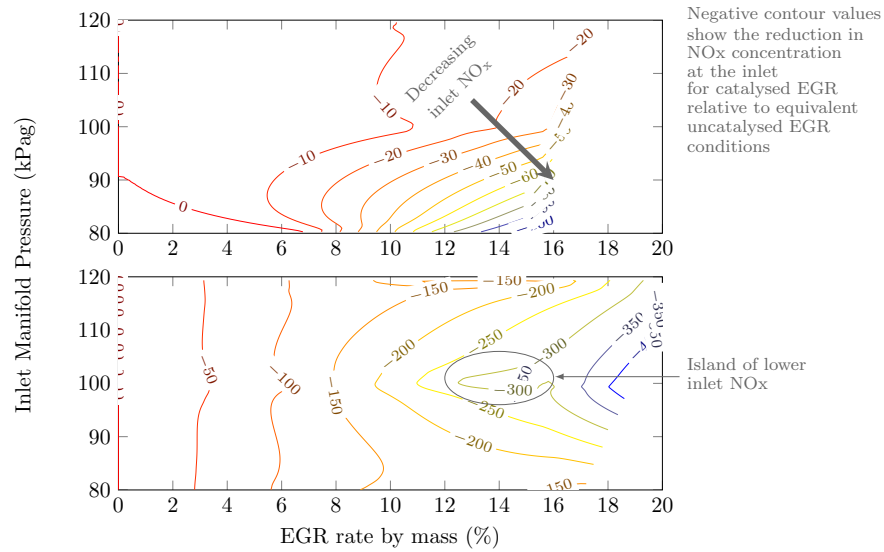 Negative contour values
show the reduction in
NOx concentration
at the inlet
for catalysed EGR
relative to equivalent
uncatalysed EGR
conditions
Decreasing
inlet NOx
120
110
100
90
80
0 2 4 6 8 10 12 14 16 18 20
0
−10
−10
−20
−20
−20
−30
−30
−40
−50
Inlet Manifold Pressure (kPag)
120
110
100
90
80
0 2 4 6 8 10 12 14 16 18 20
−50
−100
−150
−150
−150
−200
−200
−200
−250
−250
−300
−300
−350
Island of lower
inlet NOx
EGR rate by mass (%)